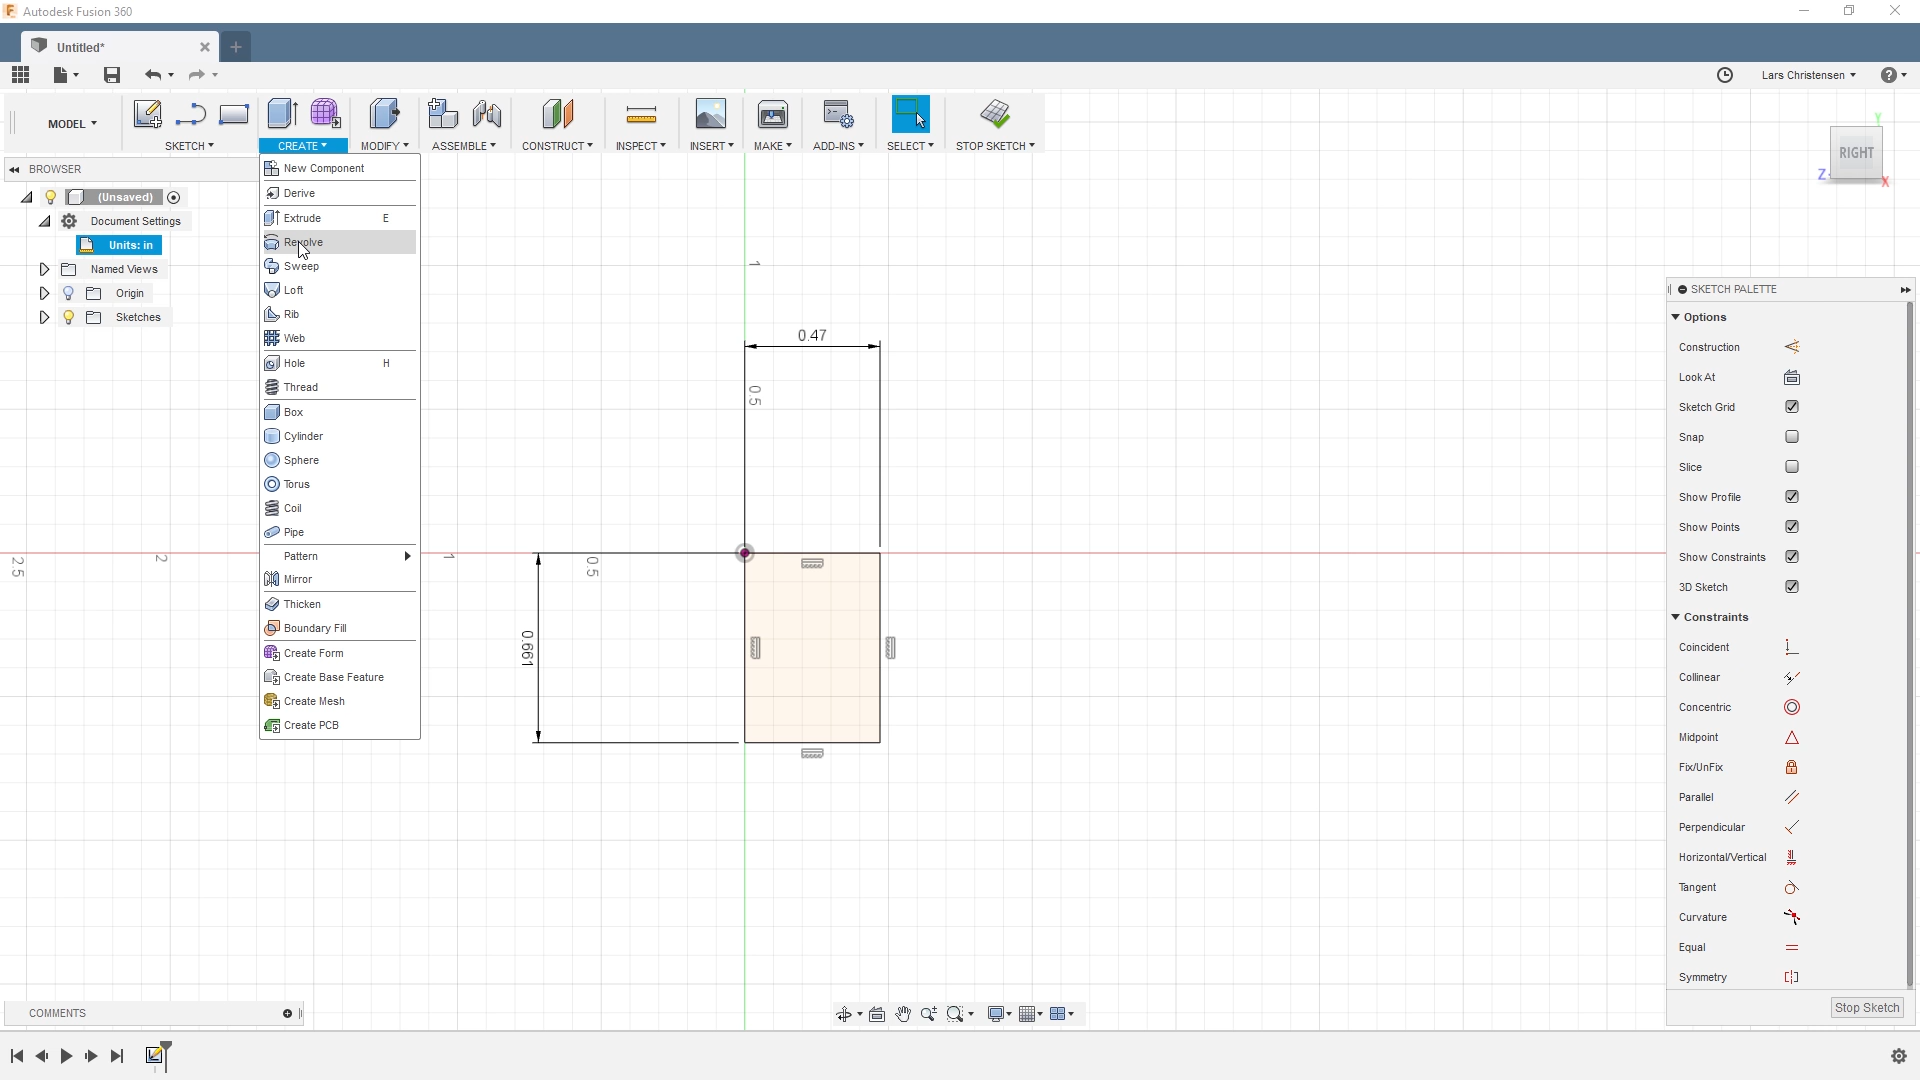 Autodesk Fusion 360
Untitled*
Lars Christensen
MODEL
SKETCH
CREATE
MODIFY
ASSEMBLE
CONSTRUCT
INSPECT
INSERT
MAKE
ADD-INS
SELECT
STOP SKETCH
BROWSER
(Unsaved)
Document Settings
Units: in
Named Views
Origin
Sketches
New Component
Derive
Extrude E
Revolve
Sweep
Loft
Rib
Web
Hole H
Thread
Box
Cylinder
Sphere
Torus
Coil
Pipe
Pattern
Mirror
Thicken
Boundary Fill
Create Form
Create Base Feature
Create Mesh
Create PCB
1
0.47
0.5
2.5
2
1
0.5
0.661
RIGHT
Y
Z
X
SKETCH PALETTE
Options
Construction
Look At
Sketch Grid
Snap
Slice
Show Profile
Show Points
Show Constraints
3D Sketch
Constraints
Coincident
Collinear
Concentric
Midpoint
Fix/UnFix
Parallel
Perpendicular
Horizontal/Vertical
Tangent
Curvature
Equal
Symmetry
Stop Sketch
COMMENTS